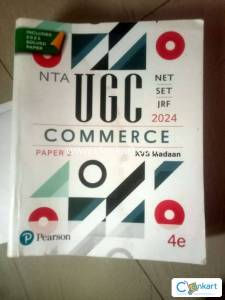 INCLUDES
2023
SOLVED
PAPER
NTA
UGC
NET
SET
JRF
2024
COMMERCE
PAPER 2
KVS Madaan
Pearson
4e